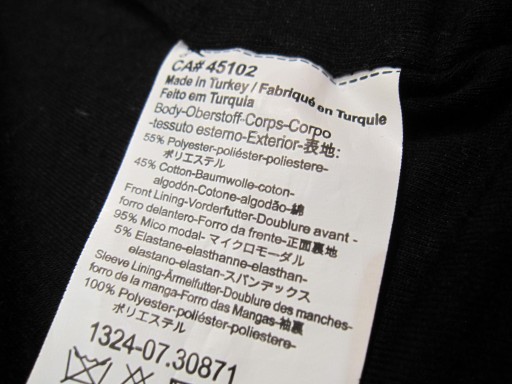 CA# 45102
Made in Turkey / Fabriqué en Turquie
Feito em Turquia
Body-Oberstoff-Corps-Corpo
-tessuto esterno-Exterior-表地:
55% Polyester-poliéster-poliestere-
ポリエステル
45% Cotton-Baumwolle-coton-
algodón-Cotone-algodão-綿
Front Lining-Vorderfutter-Doublure avant -
forro delantero-Forro da frente-正面裏地
95% Mico modal-マイクロモーダル
5% Elastane-elasthanne-elasthan-
elastano-elastan-スパンデックス
Sleeve Lining-Ärmelfutter-Doublure des manches-
forro de la manga-Forro das Mangas-袖裏
100% Polyester-poliéster-poliestere-
ポリエステル
1324-07.30871